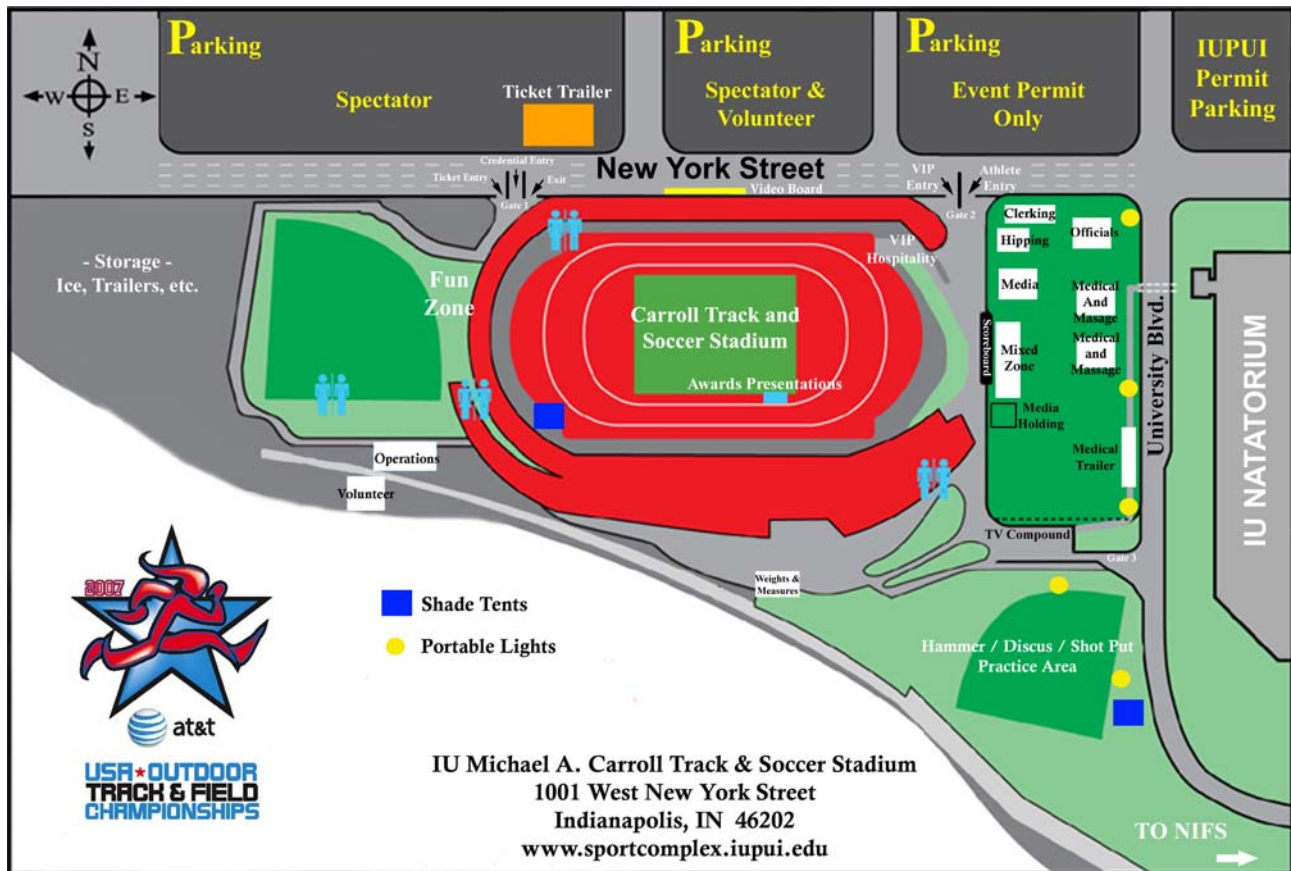 Parking
Spectator
Ticket Trailer
Parking
Spectator &
Volunteer
Parking
Event Permit
Only
IUPUI
Permit
Parking
N
W
E
S
New York Street
Video Board
Credential Entry
Ticket Entry
Exit
Gate 1
VIP
Entry
Athlete
Entry
Gate 2
- Storage -
Ice, Trailers, etc.
Fun
Zone
Carroll Track and
Soccer Stadium
Awards Presentations
VIP
Hospitality
Clerking
Hipping
Officials
Media
Medical
And
Masage
Scoreboard
Mixed
Zone
Medical
and
Massage
Media
Holding
Medical
Trailer
TV Compound
Gate 3
University Blvd.
IU NATATORIUM
Operations
Volunteer
Weights &
Measures
Hammer / Discus / Shot Put
Practice Area
Shade Tents
Portable Lights
2007
at&t
USA OUTDOOR
TRACK & FIELD
CHAMPIONSHIPS
IU Michael A. Carroll Track & Soccer Stadium
1001 West New York Street
Indianapolis, IN 46202
www.sportcomplex.iupui.edu
TO NIFS